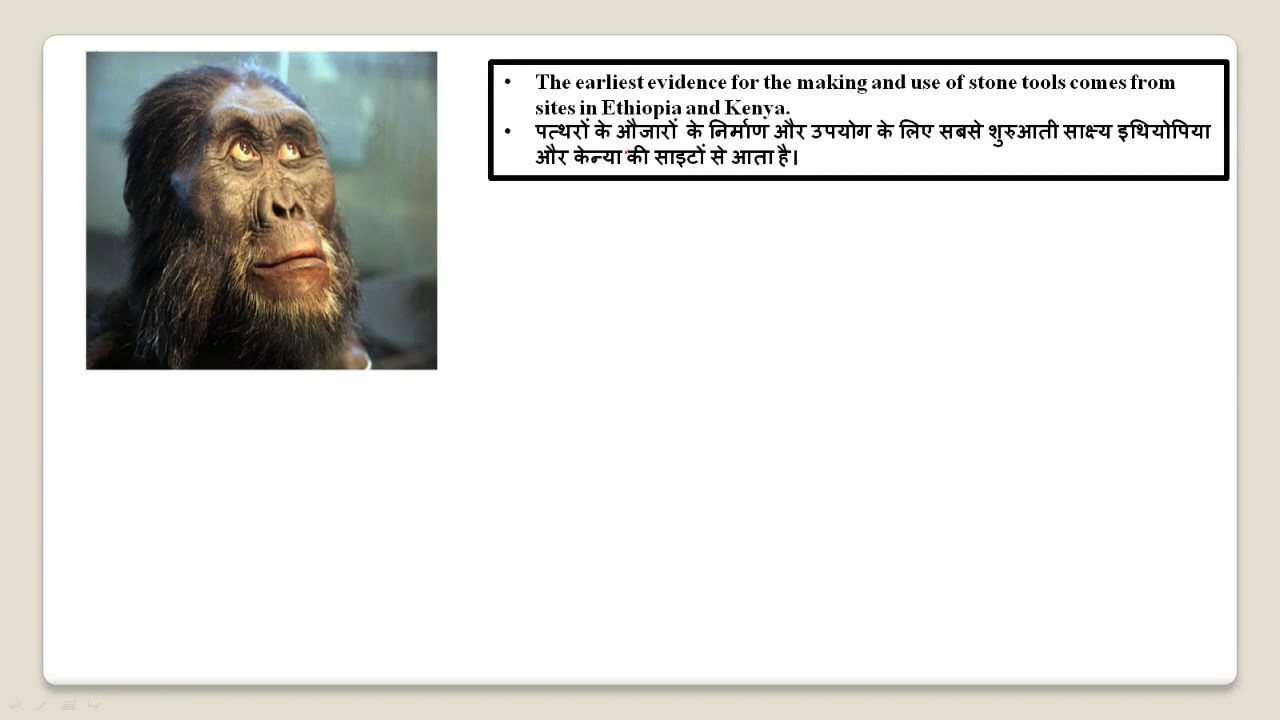 • The earliest evidence for the making and use of stone tools comes from
sites in Ethiopia and Kenya.
• पत्थरों के औजारों के निर्माण और उपयोग के लिए सबसे शुरुआती साक्ष्य इथियोपिया
और केन्या की साइटों से आता है।